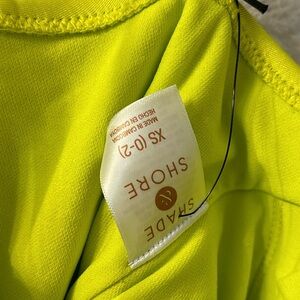 SHADE
&
SHORE
XS (0-2)
MADE IN CAMBODIA
HECHO EN CAMBOYA